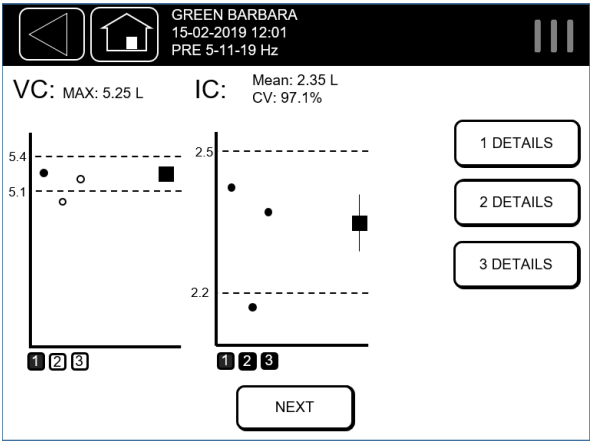 GREEN BARBARA
15-02-2019 12:01
PRE 5-11-19 Hz
VC: MAX: 5.25 L
IC: Mean: 2.35 L
CV: 97.1%
5.4
5.1
1 2 3
2.5
2.2
1 2 3
1 DETAILS
2 DETAILS
3 DETAILS
NEXT